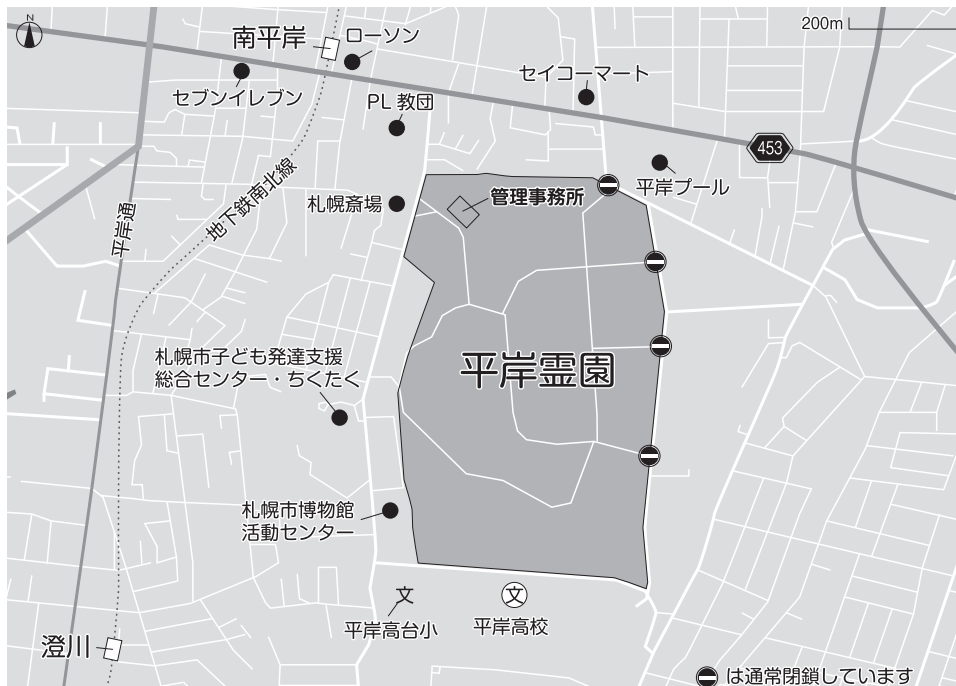 N
200m
南平岸
ローソン
セブンイレブン
セイコーマート
PL教団
453
平岸プール
地下鉄南北線
平岸通
札幌斎場
管理事務所
札幌市子ども発達支援
総合センター・ちくたく
平岸霊園
札幌市博物館
活動センター
文
文
平岸高台小
平岸高校
澄川
は通常閉鎖しています